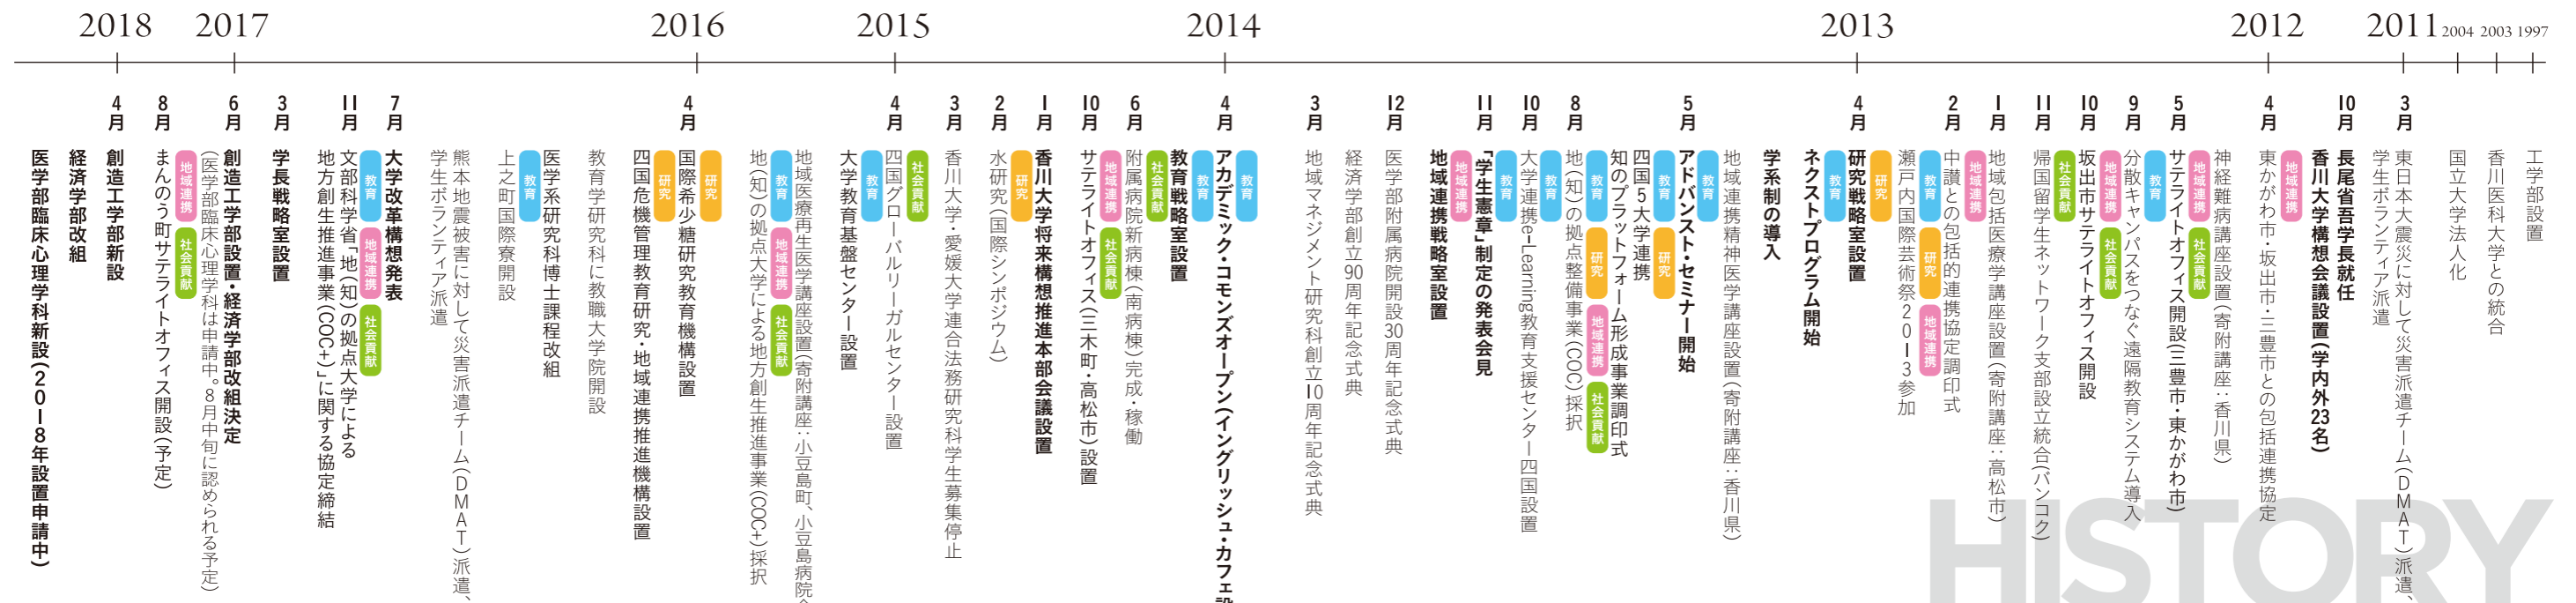 2018 2017 2016 2015 2014 2013 2012 2011 2004 2003 1997
工学部設置
香川医科大学との統合
国立大学法人化
3月
東日本大震災に対して災害派遣チーム(DMAT)派遣、
学生ボランティア派遣
10月
長尾省吾学長就任
香川大学構想会議設置(学内外23名)
4月
地域連携
東かがわ市・坂出市・三豊市との包括連携協定
神経難病講座設置(寄附講座:香川県)
5月
地域連携 社会貢献
サテライトオフィス開設(三豊市・東かがわ市)
9月
教育
分散キャンパスをつなぐ遠隔教育システム導入
10月
地域連携 社会貢献
坂出市サテライトオフィス開設
11月
社会貢献
帰国留学生ネットワーク支部設立統合(バンコク)
1月
地域包括医療学講座設置(寄附講座:高松市)
2月
地域連携
中讃との包括的連携協定調印式
教育 研究 地域連携
瀬戸内国際芸術祭2013参加
4月
研究
研究戦略室設置
教育
ネクストプログラム開始
学系制の導入
地域連携精神医学講座設置(寄附講座:香川県)
5月
教育
アドバンスト・セミナー開始
教育 研究
四国5大学連携
知のプラットフォーム形成事業調印式
8月
教育 研究 地域連携 社会貢献
地(知)の拠点整備事業(COC)採択
10月
教育
大学連携e-Learning教育支援センター四国設置
11月
教育
「学生憲章」制定の発表会見
地域連携
地域連携戦略室設置
12月
医学部附属病院開設30周年記念式典
経済学部創立90周年記念式典
3月
地域マネジメント研究科創立10周年記念式典
4月
教育
アカデミック・コモンズオープン(イングリッシュ・カフェ設
教育
教育戦略室設置
6月
社会貢献
附属病院新病棟(南病棟)完成・稼働
10月
地域連携 社会貢献
サテライトオフィス(三木町・高松市)設置
1月
香川大学将来構想推進本部会議設置
2月
研究
水研究(国際シンポジウム)
3月
香川大学・愛媛大学連合法務研究科学生募集停止
4月
社会貢献
四国グローバルリーガルセンター設置
教育
大学教育基盤センター設置
地域医療再生医学講座設置(寄附講座:小豆島町、小豆島病院
教育 地域連携 社会貢献
地(知)の拠点大学による地方創生推進事業(COC+)採択
4月
研究
国際希少糖研究教育機構設置
研究
四国危機管理教育研究・地域連携推進機構設置
教育学研究科に教職大学院開設
医学系研究科博士課程改組
教育
上之町国際寮開設
熊本地震被害に対して災害派遣チーム(DMAT)派遣、
学生ボランティア派遣
7月
大学改革構想発表
11月
教育 地域連携 社会貢献
文部科学省「地(知)の拠点大学による
地方創生推進事業(COC+)」に関する協定締結
3月
学長戦略室設置
6月
創造工学部設置・経済学部改組決定
(医学部臨床心理学科は申請中。8月中旬に認められる予定)
8月
地域連携 社会貢献
まんのう町サテライトオフィス開設(予定)
4月
創造工学部新設
経済学部改組
医学部臨床心理学科新設(2018年設置申請中)
HISTORY